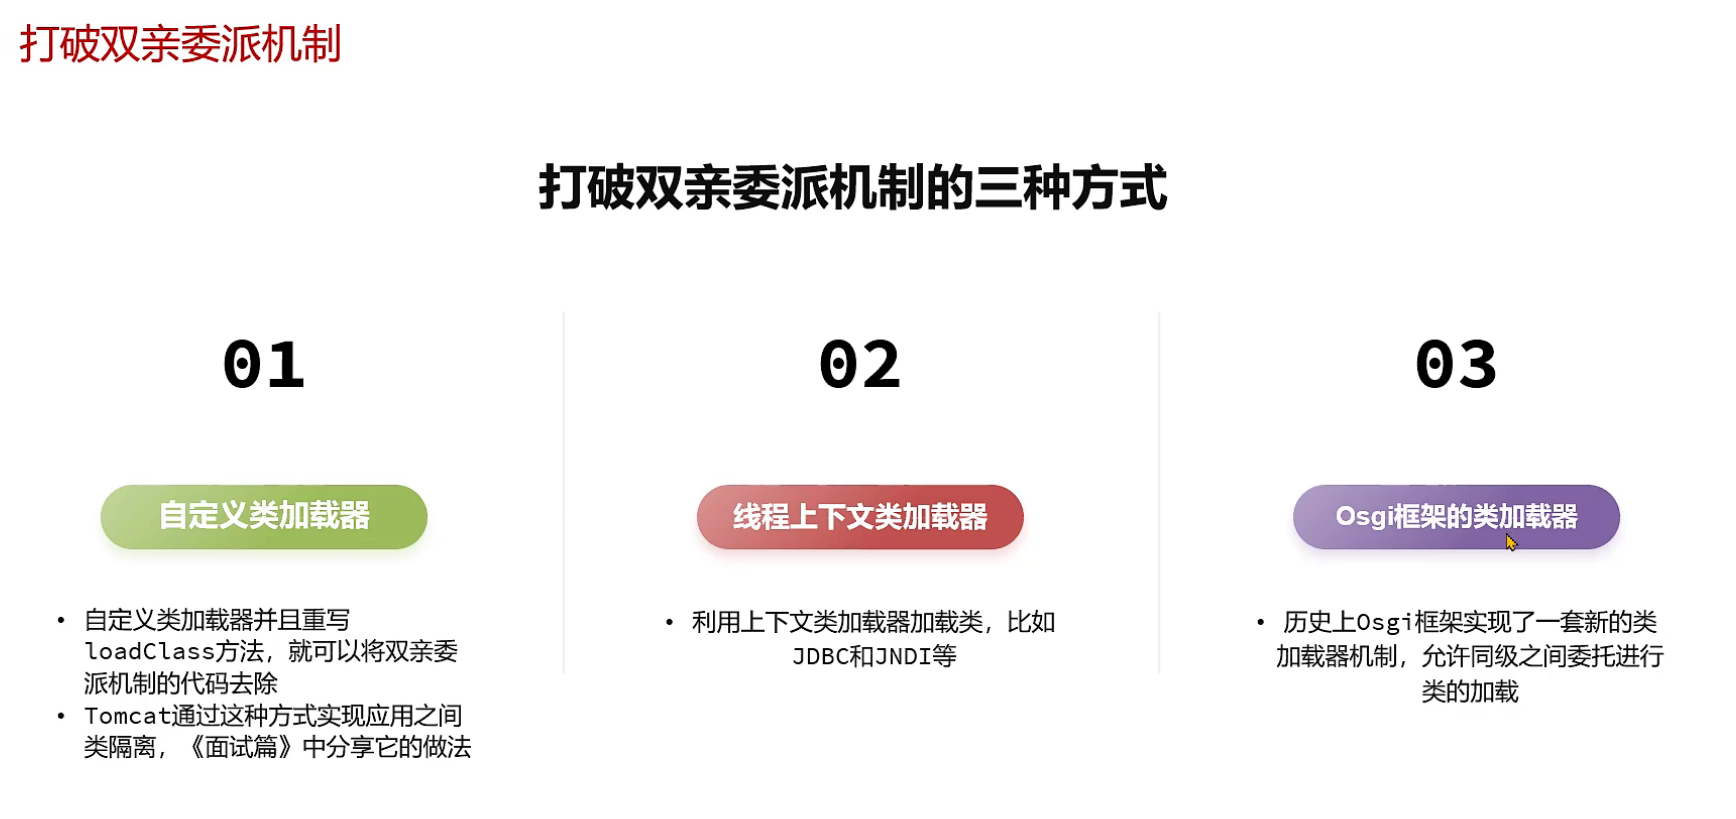 打破双亲委派机制
打破双亲委派机制的三种方式
01
自定义类加载器
• 自定义类加载器并且重写
loadClass方法，就可以将双亲委
派机制的代码去除
• Tomcat通过这种方式实现应用之间
类隔离，《面试篇》中分享它的做法
02
线程上下文类加载器
• 利用上下文类加载器加载类，比如
JDBC和JNDI等
03
Osgi框架的类加载器
• 历史上Osgi框架实现了一套新的类
加载器机制，允许同级之间委托进行
类的加载